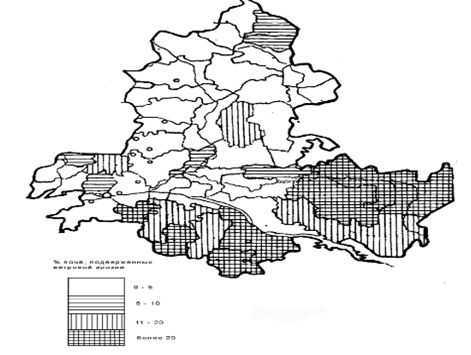 % почв, подверженных
ветровой эрозии
0 - 5
6 - 10
11 - 20
более 20